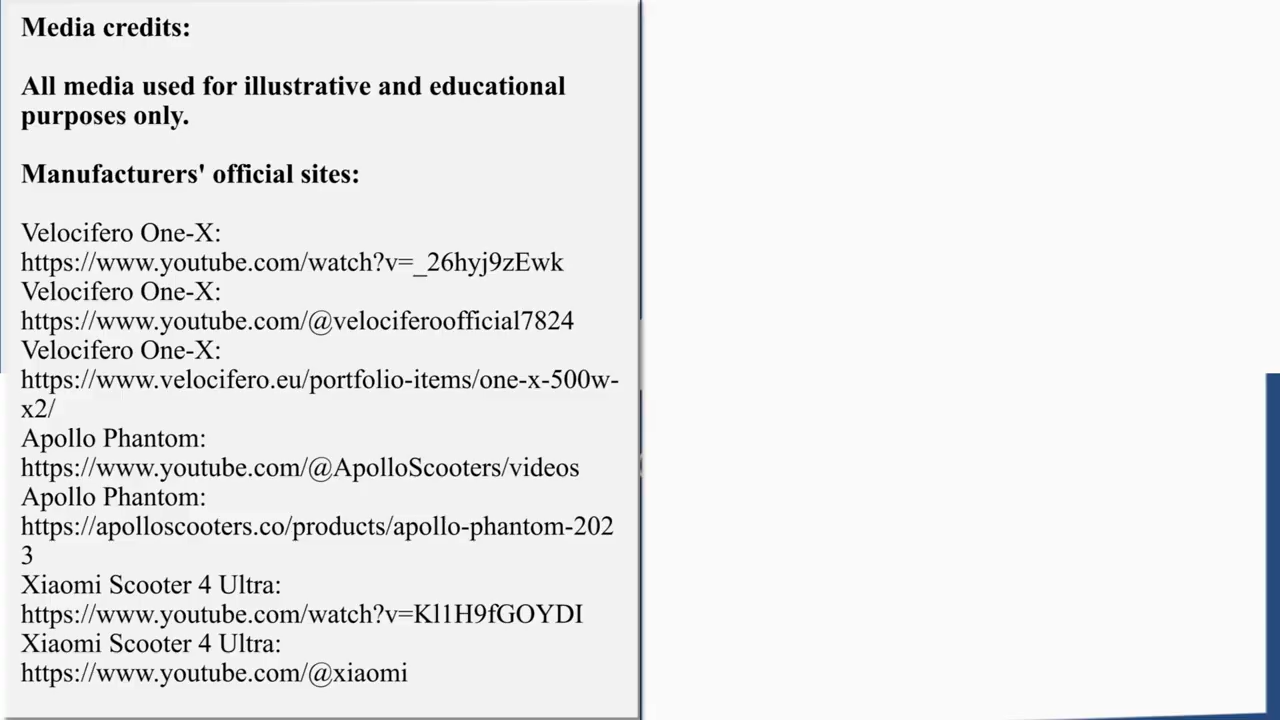 Media credits:
All media used for illustrative and educational
purposes only.
Manufacturers' official sites:
Velocifero One-X:
https://www.youtube.com/watch?v=_26hyj9zEwk
Velocifero One-X:
https://www.youtube.com/@velociferoofficial7824
Velocifero One-X:
https://www.velocifero.eu/portfolio-items/one-x-500w-
x2/
Apollo Phantom:
https://www.youtube.com/@ApolloScooters/videos
Apollo Phantom:
https://apolloscooters.co/products/apollo-phantom-202
3
Xiaomi Scooter 4 Ultra:
https://www.youtube.com/watch?v=Kl1H9fGOYDI
Xiaomi Scooter 4 Ultra:
https://www.youtube.com/@xiaomi